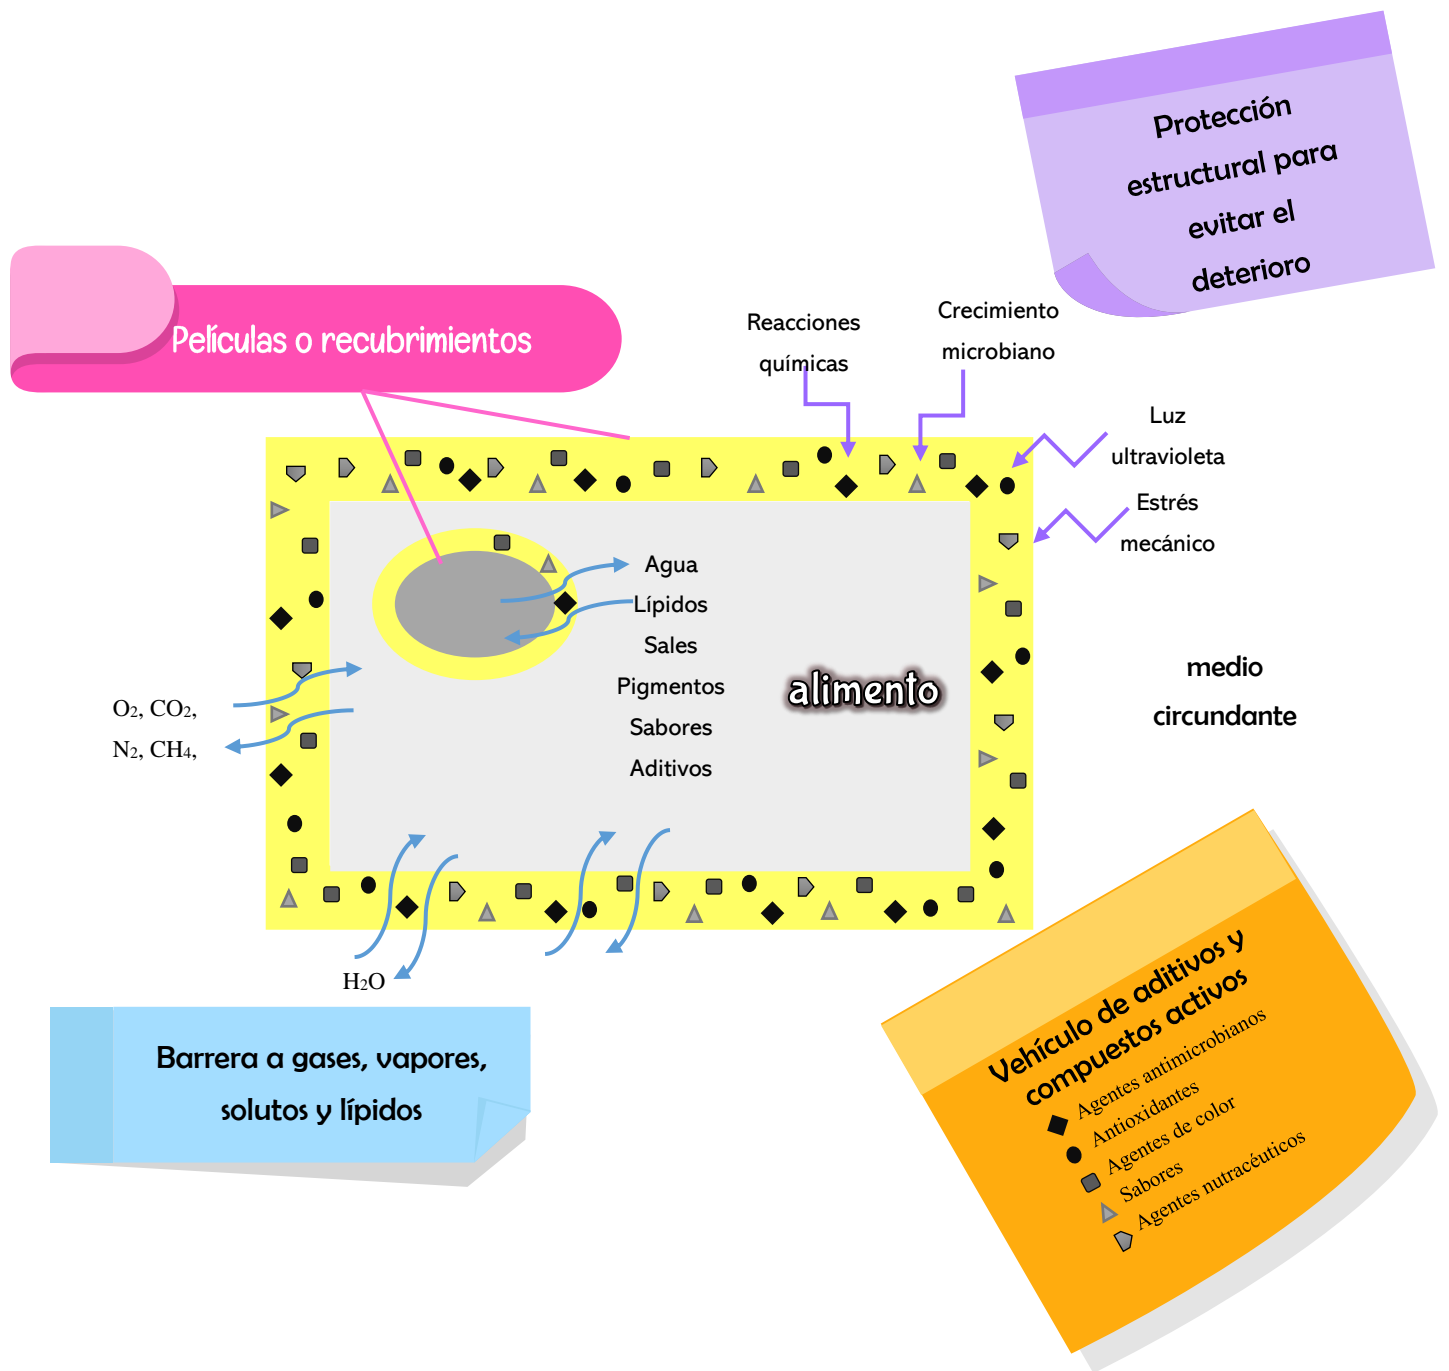 Protección
estructural para
evitar el
deterioro
Películas o recubrimientos
Reacciones
químicas
Crecimiento
microbiano
Luz
ultravioleta
Estrés
mecánico
Agua
Lípidos
Sales
Pigmentos
Sabores
Aditivos
alimento
medio
circundante
O2, CO2,
N2, CH4,
H2O
Barrera a gases, vapores,
solutos y lípidos
Vehículo de aditivos y
compuestos activos
Agentes antimicrobianos
Antioxidantes
Agentes de color
Sabores
Agentes nutracéuticos